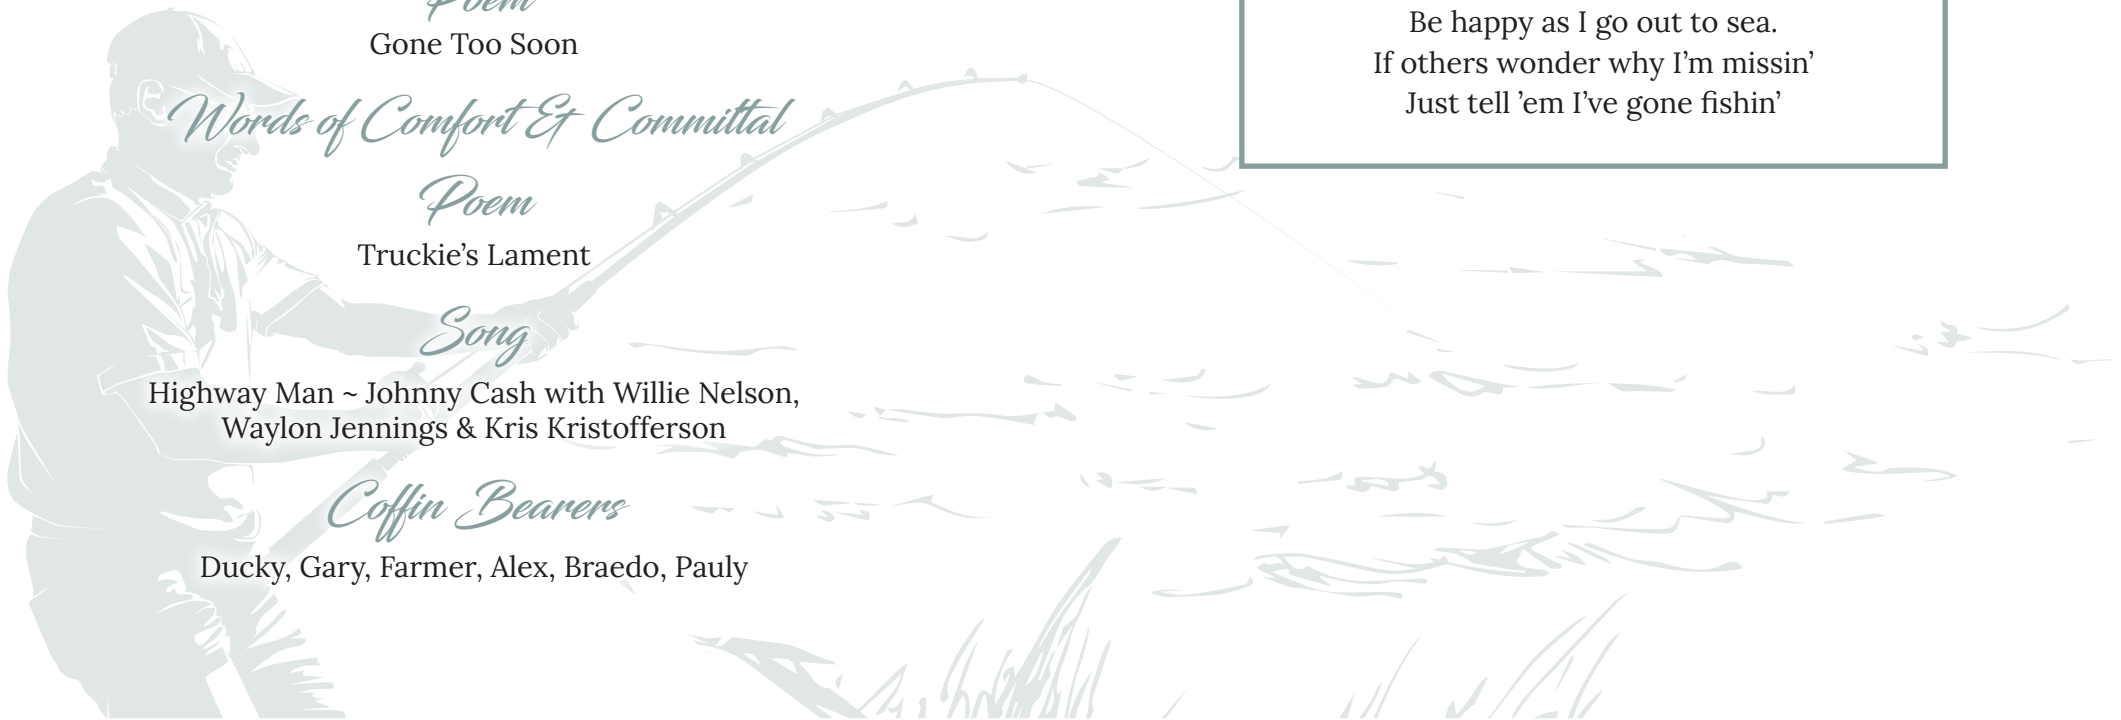 Poem
Gone Too Soon
Words of Comfort & Committal
Poem
Truckie’s Lament
Song
Highway Man ~ Johnny Cash with Willie Nelson,
Waylon Jennings & Kris Kristofferson
Coffin Bearers
Ducky, Gary, Farmer, Alex, Braedo, Pauly
Be happy as I go out to sea.
If others wonder why I’m missin’
Just tell ’em I’ve gone fishin’